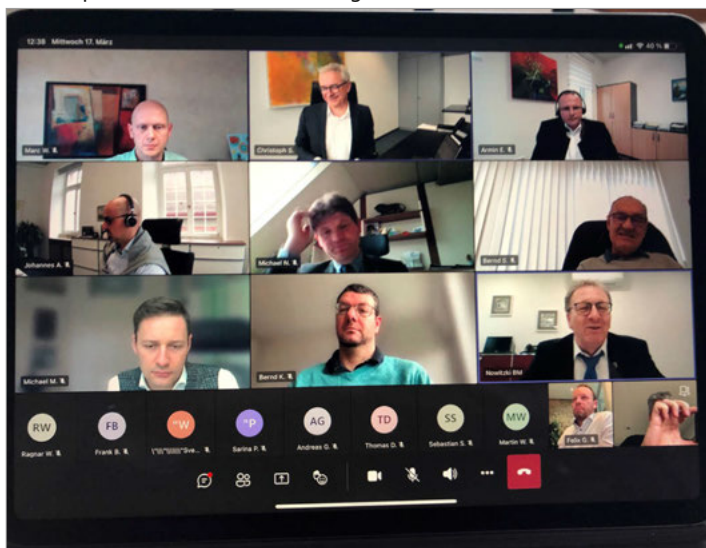 12:38 Mittwoch 17. März
40 %
Marc W.
Christoph S.
Armin E.
Johannes A.
Michael N.
Bernd S.
Michael M.
Bernd K.
Nowitzki BM
Felix G.
RW
FB
"W
"P
AG
TD
SS
MW
Ragnar W.
Frank B.
Sarina P.
Andreas G.
Thomas D.
Sebastian S.
Martin W.